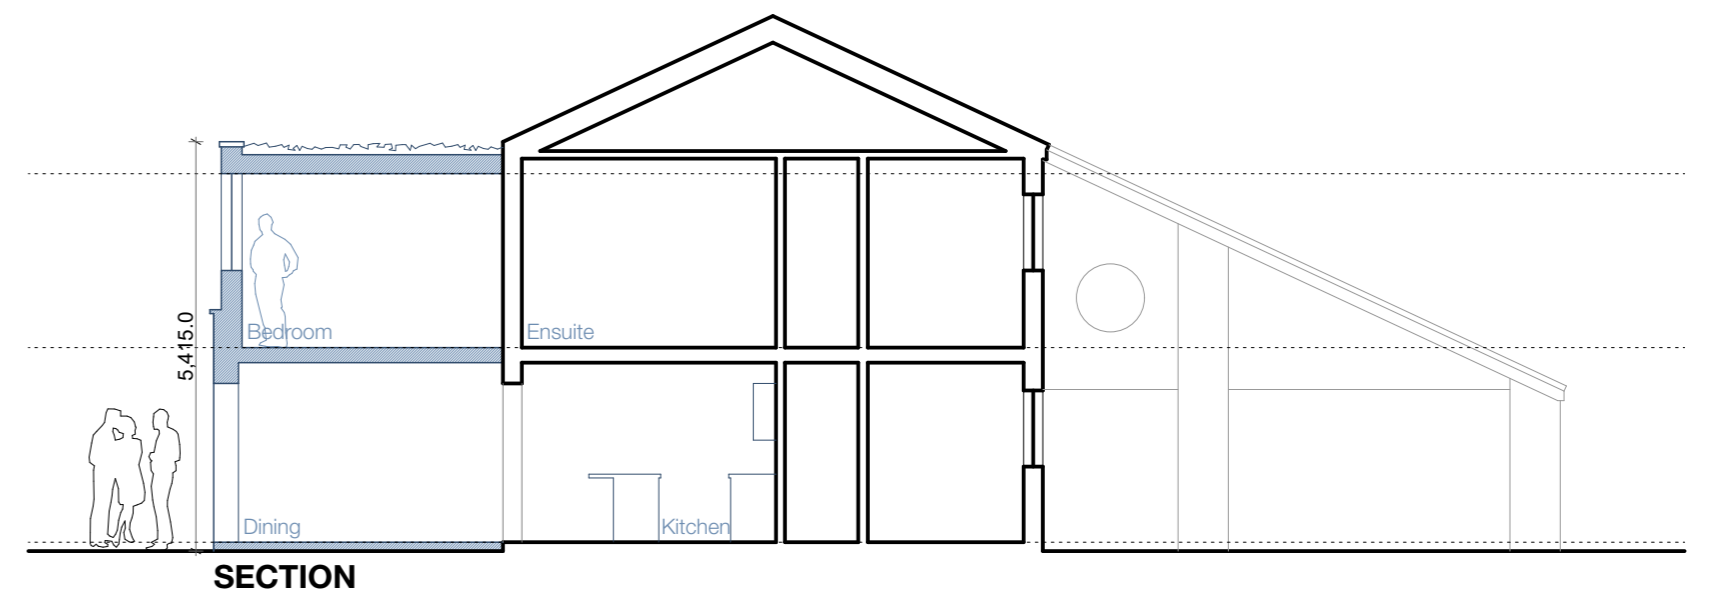 5,415.0
Bedroom
Ensuite
Dining
Kitchen
SECTION